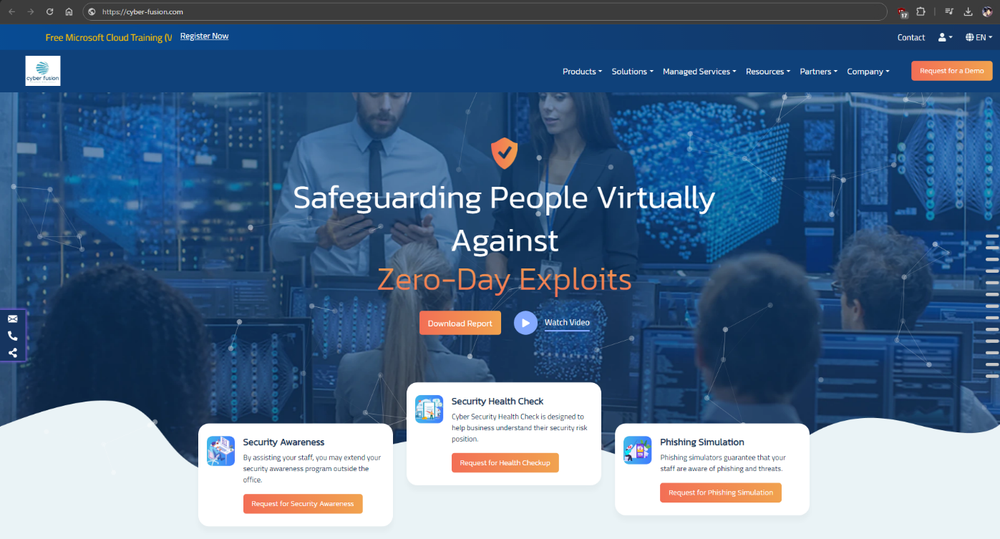 https://cyber-fusion.com
17
Free Microsoft Cloud Training (V
Register Now
Contact
EN
cyber fusion
Products
Solutions
Managed Services
Resources
Partners
Company
Request for a Demo
Safeguarding People Virtually
Against
Zero-Day Exploits
Download Report
Watch Video
Security Awareness
By assisting your staff, you may extend your
security awareness program outside the
office.
Request for Security Awareness
Security Health Check
Cyber Security Health Check is designed to
help business understand their security risk
position.
Request for Health Checkup
Phishing Simulation
Phishing simulators guarantee that your
staff are aware of phishing and threats.
Request for Phishing Simulation